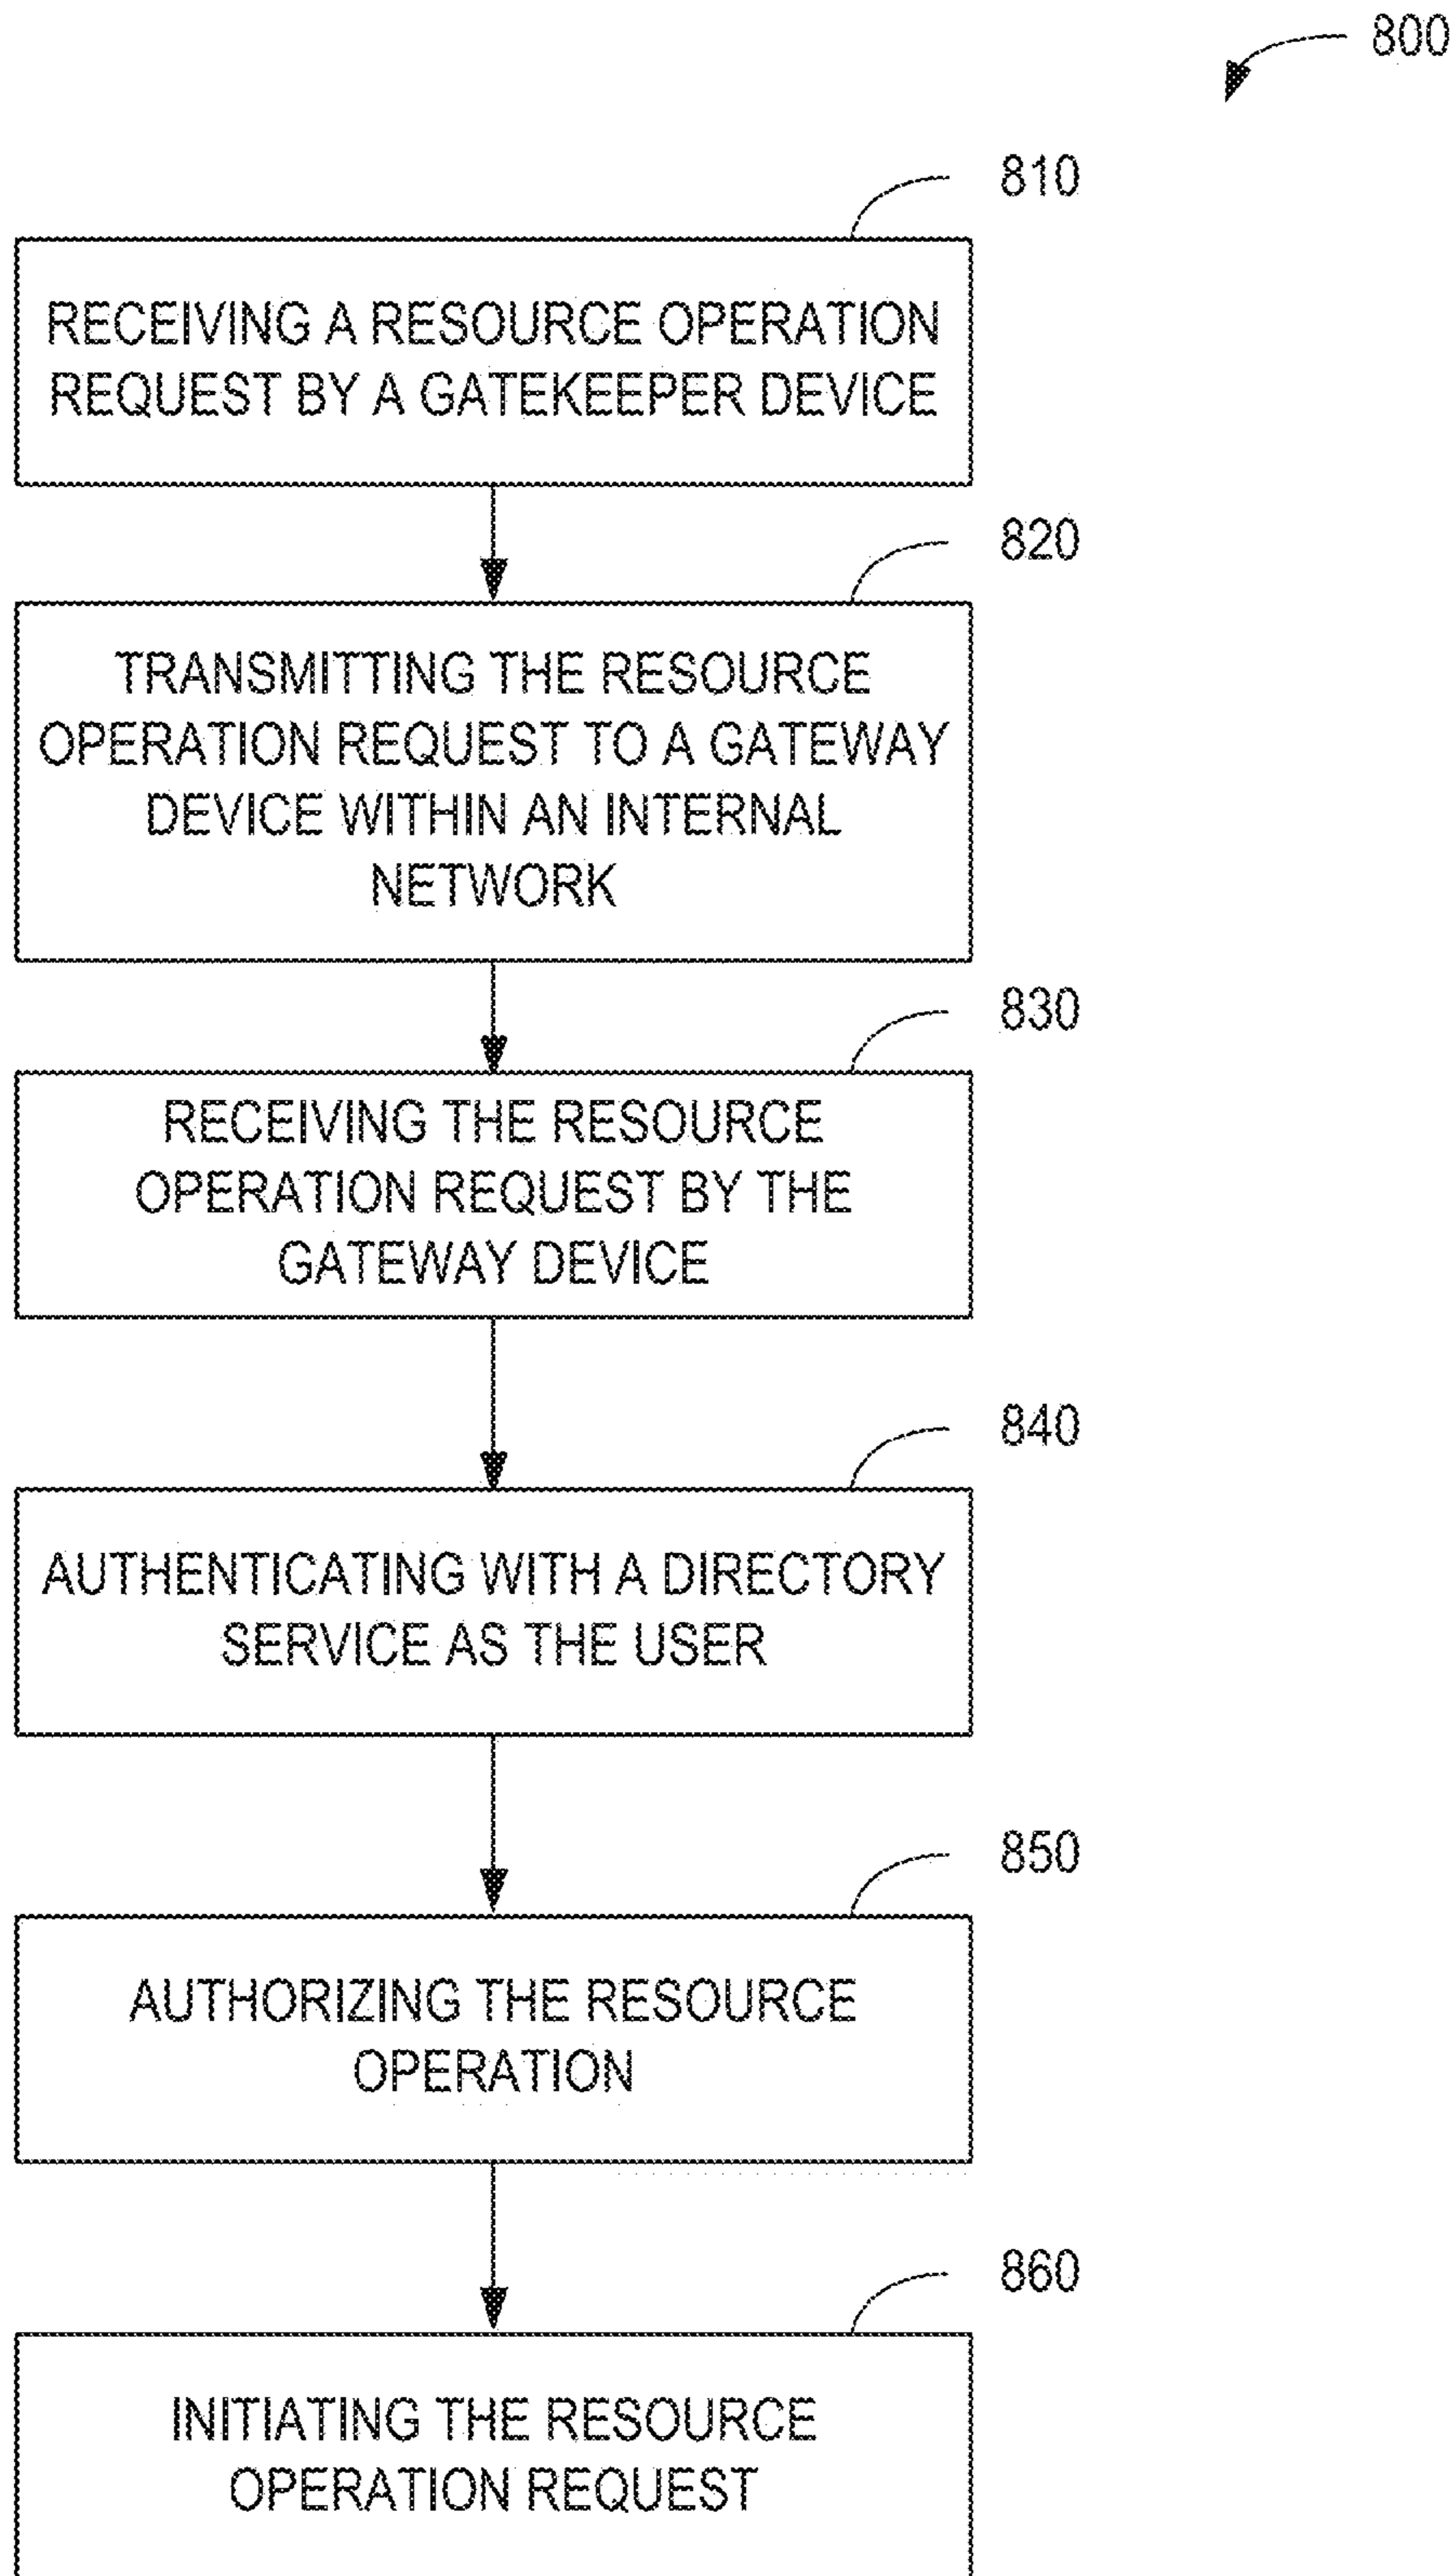 800
810
RECEIVING A RESOURCE OPERATION
REQUEST BY A GATEKEEPER DEVICE
820
TRANSMITTING THE RESOURCE
OPERATION REQUEST TO A GATEWAY
DEVICE WITHIN AN INTERNAL
NETWORK
830
RECEIVING THE RESOURCE
OPERATION REQUEST BY THE
GATEWAY DEVICE
840
AUTHENTICATING WITH A DIRECTORY
SERVICE AS THE USER
850
AUTHORIZING THE RESOURCE
OPERATION
860
INITIATING THE RESOURCE
OPERATION REQUEST